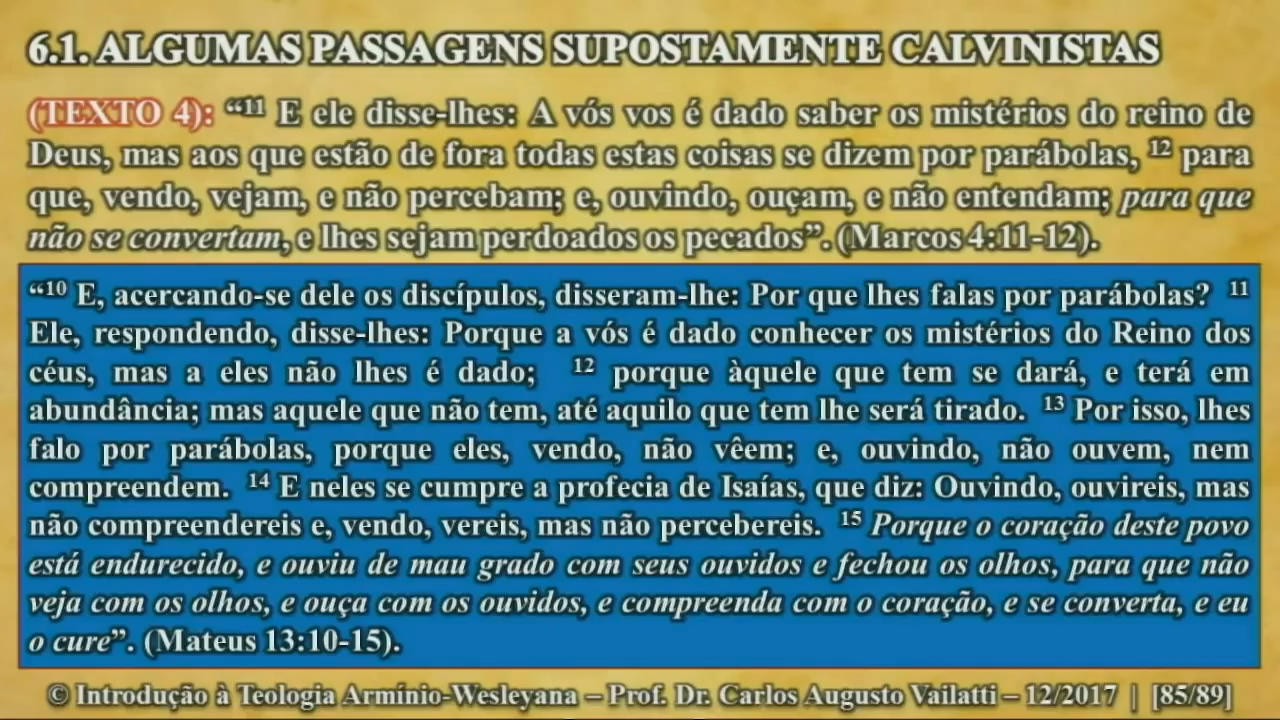 6.1. ALGUMAS PASSAGENS SUPOSTAMENTE CALVINISTAS
(TEXTO 4): “¹¹ E ele disse-lhes: A vós vos é dado saber os mistérios do reino de
Deus, mas aos que estão de fora todas estas coisas se dizem por parábolas, ¹² para
que, vendo, vejam, e não percebam; e, ouvindo, ouçam, e não entendam; para que
não se convertam, e lhes sejam perdoados os pecados”. (Marcos 4:11-12).
“¹⁰ E, acercando-se dele os discípulos, disseram-lhe: Por que lhes falas por parábolas? ¹¹
Ele, respondendo, disse-lhes: Porque a vós é dado conhecer os mistérios do Reino dos
céus, mas a eles não lhes é dado; ¹² porque àquele que tem se dará, e terá em
abundância; mas aquele que não tem, até aquilo que tem lhe será tirado. ¹³ Por isso, lhes
falo por parábolas, porque eles, vendo, não vêem; e, ouvindo, não ouvem, nem
compreendem. ¹⁴ E neles se cumpre a profecia de Isaías, que diz: Ouvindo, ouvireis, mas
não compreendereis e, vendo, vereis, mas não percebereis. ¹⁵ Porque o coração deste povo
está endurecido, e ouviu de mau grado com seus ouvidos e fechou os olhos, para que não
veja com os olhos, e ouça com os ouvidos, e compreenda com o coração, e se converta, e eu
o cure”. (Mateus 13:10-15).
© Introdução à Teologia Armínio-Wesleyana – Prof. Dr. Carlos Augusto Vailatti – 12/2017 | [85/89]